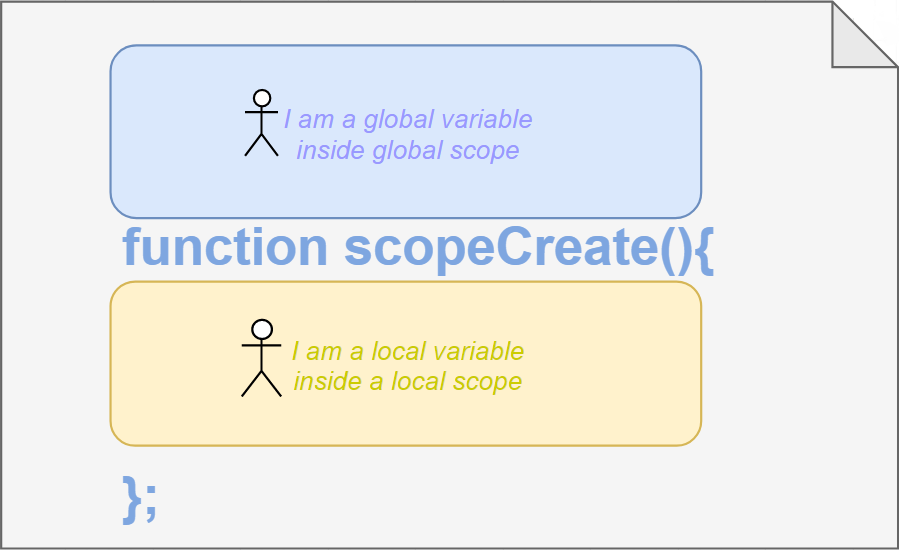 I am a global variable
inside global scope
function scopeCreate(){
I am a local variable
inside a local scope
};